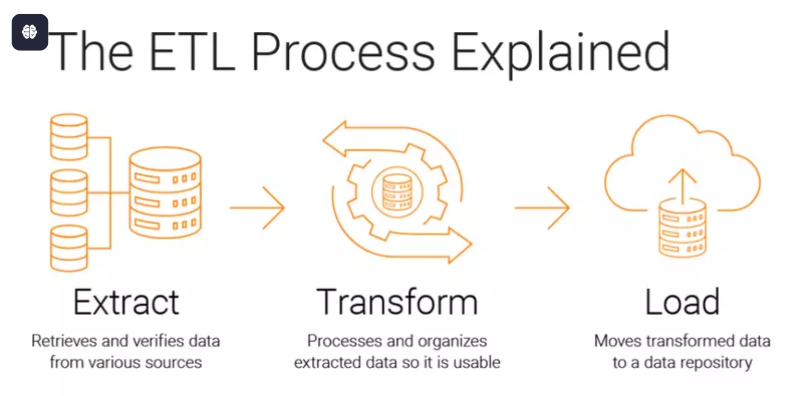 The ETL Process Explained
Extract
Retrieves and verifies data
from various sources
Transform
Processes and organizes
extracted data so it is usable
Load
Moves transformed data
to a data repository